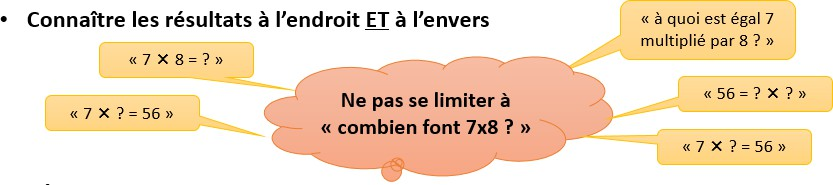 • Connaître les résultats à l’endroit ET à l’envers
« à quoi est égal 7
multiplié par 8 ? »
« 7 × 8 = ? »
« 7 × ? = 56 »
Ne pas se limiter à
« combien font 7x8 ? »
« 56 = ? × ? »
« 7 × ? = 56 »